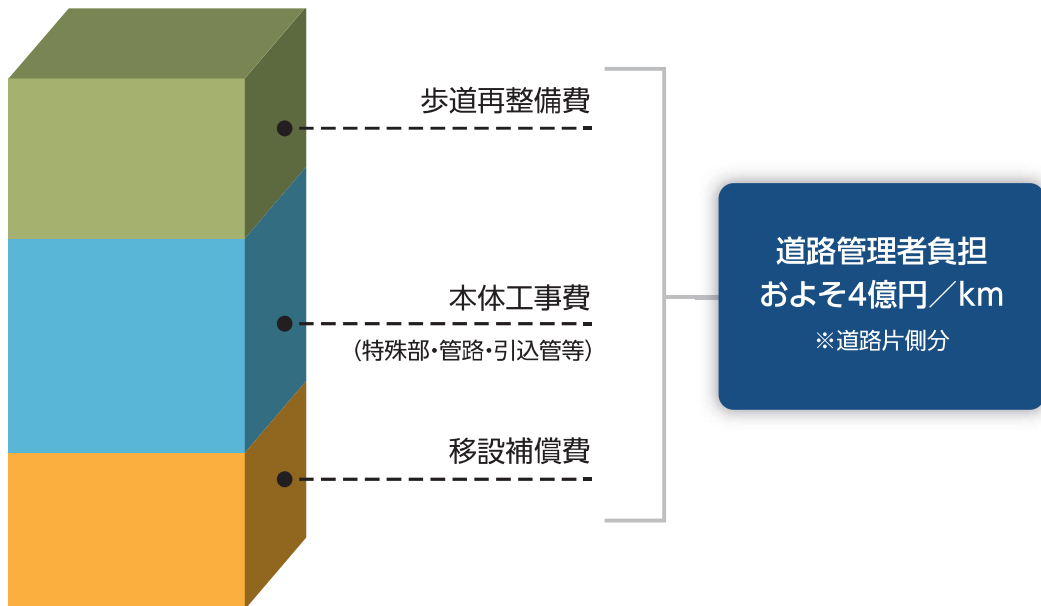 歩道再整備費
本体工事費
（特殊部・管路・引込管等）
移設補償費
道路管理者負担
およそ4億円／km
※道路片側分